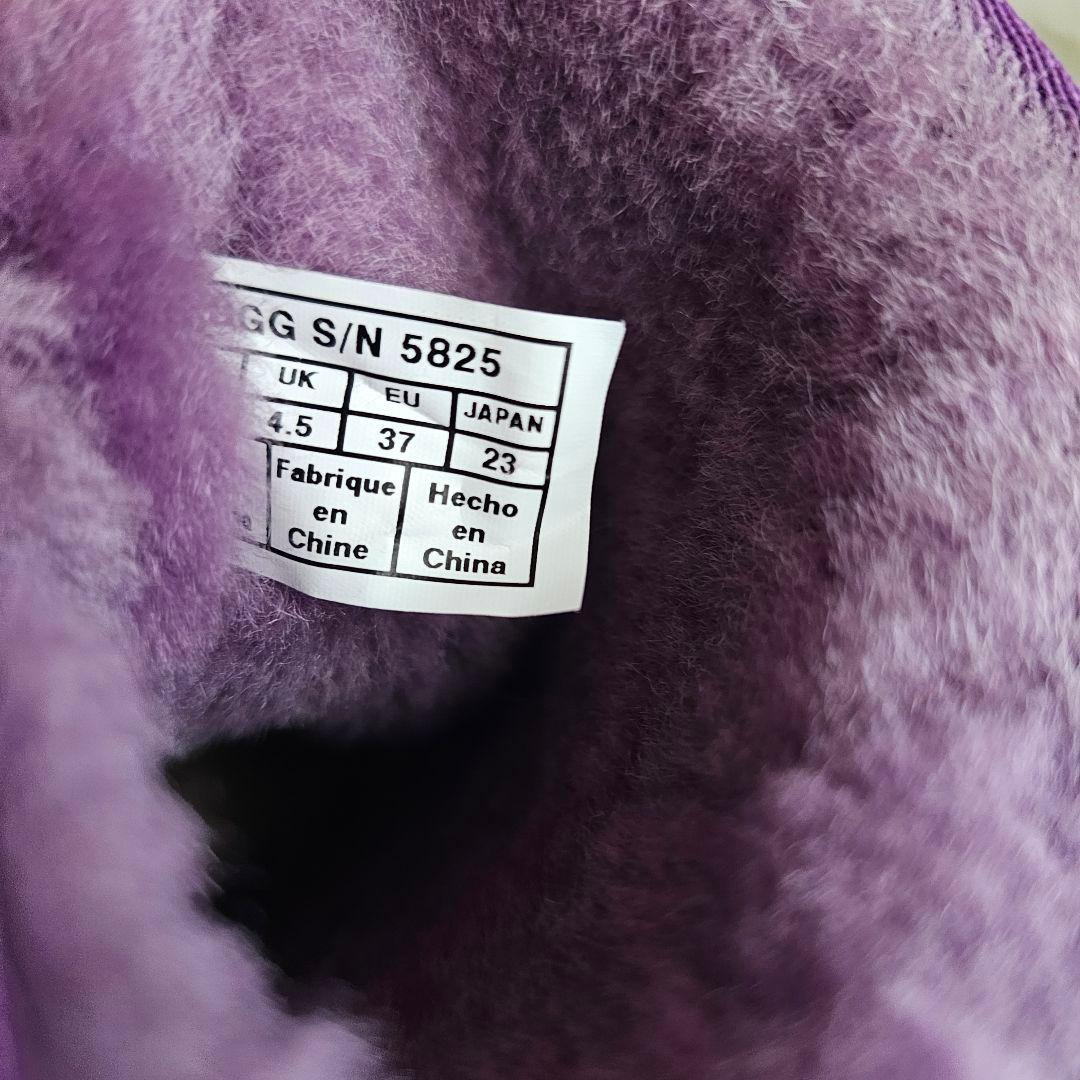 GG S/N 5825
UK EU JAPAN
4.5 37 23
Fabrique en Chine
Hecho en China